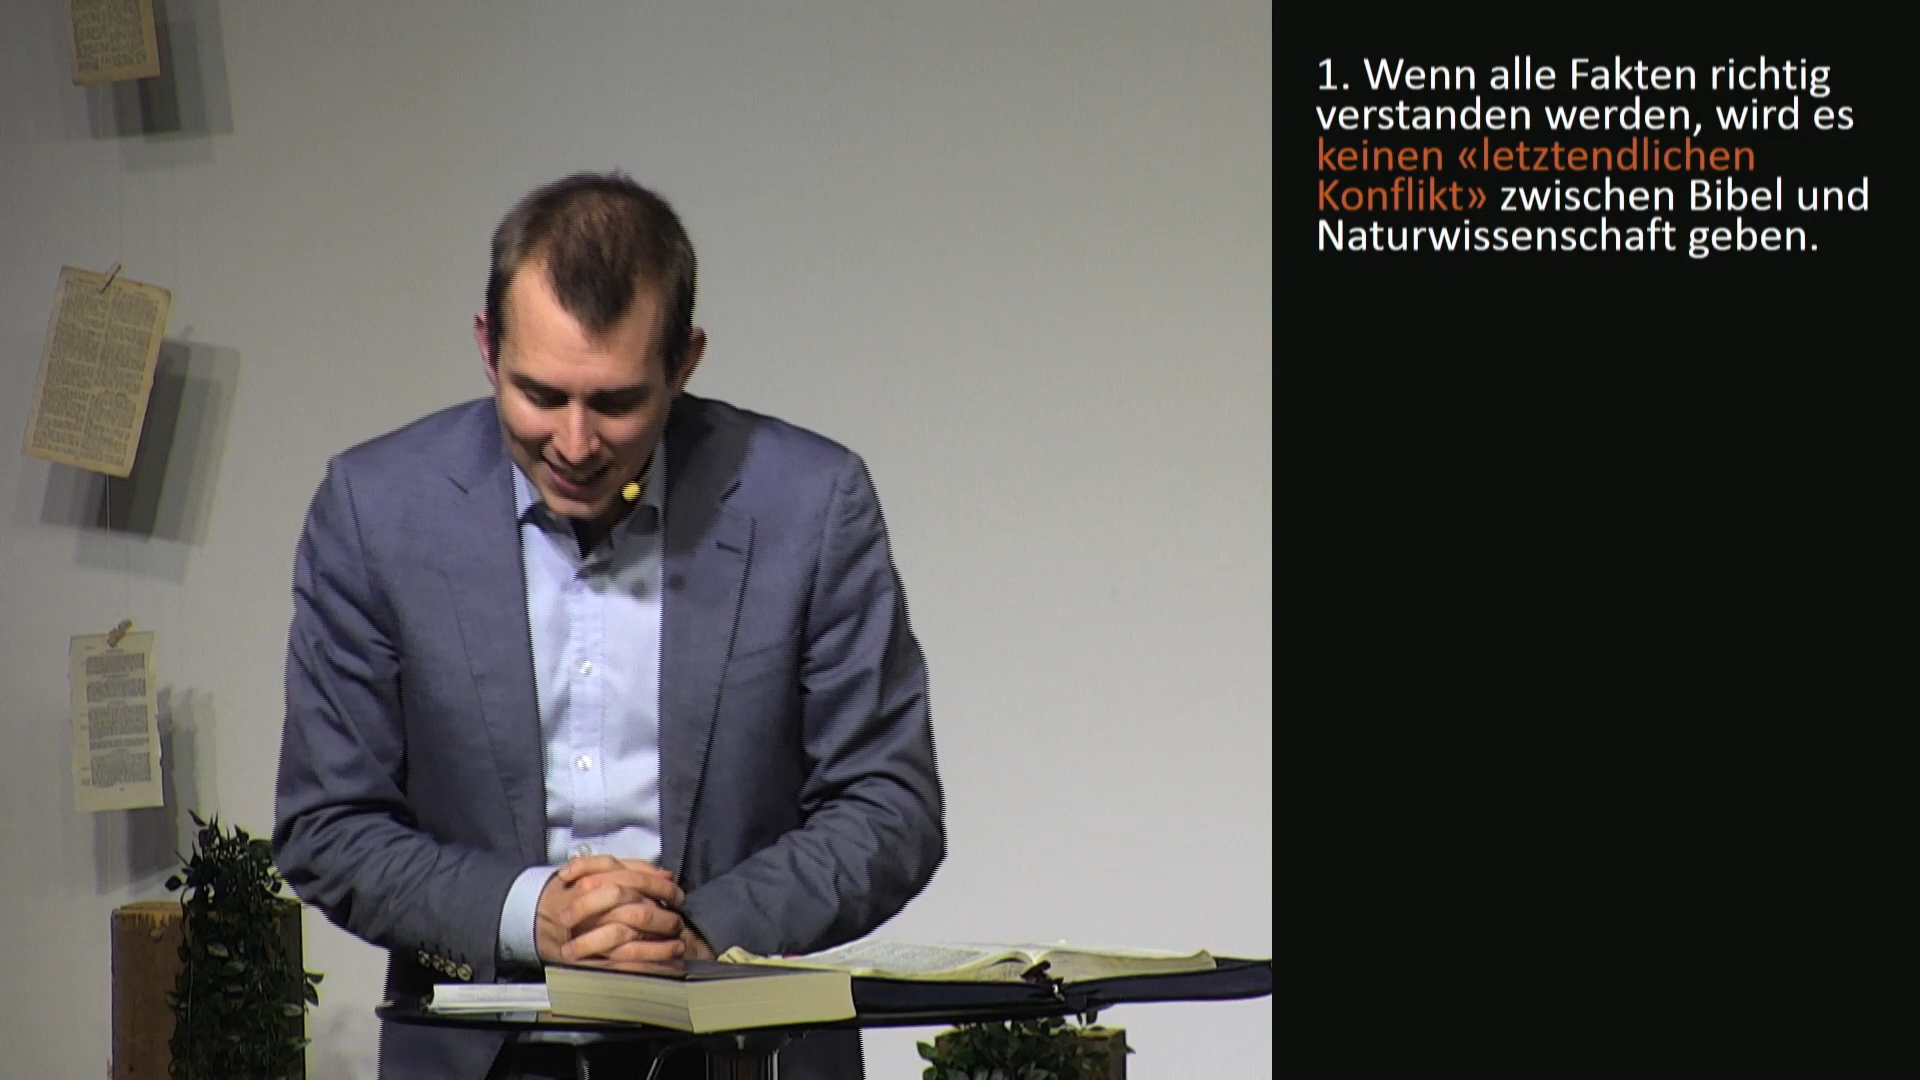 1. Wenn alle Fakten richtig
verstanden werden, wird es
keinen «letztendlichen
Konflikt» zwischen Bibel und
Naturwissenschaft geben.